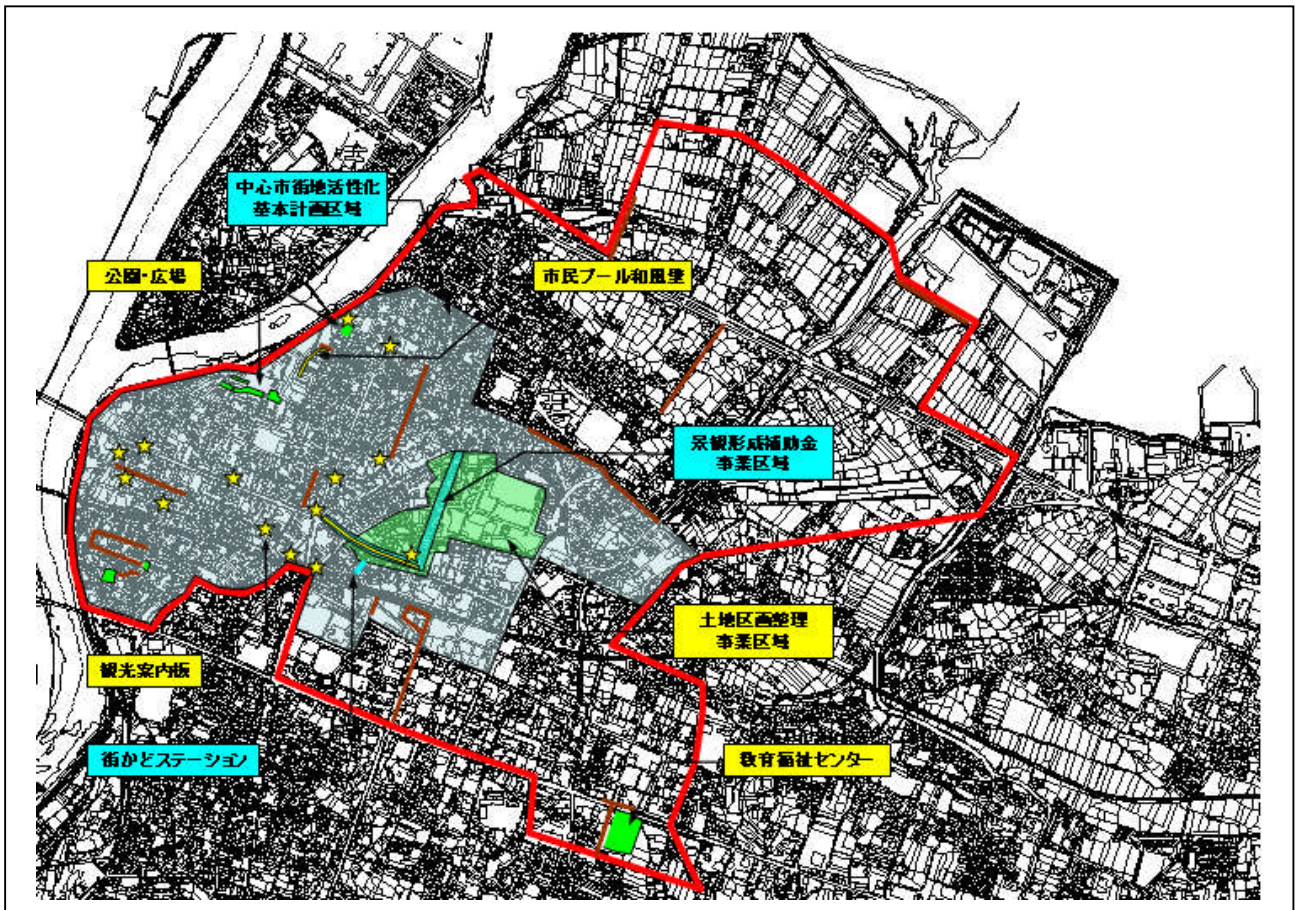 中心市街地活性化
基本計画区域
公園・広場
市民プール和風塗
景観形成補助金
事業区域
土地区画整理
事業区域
観光案内板
街かどステーション
教育福祉センター